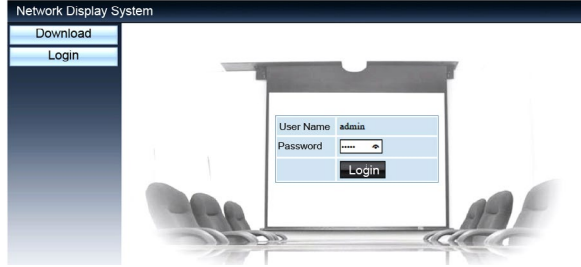 Network Display System
Download
Login
User Name admin
Password •••••
Login